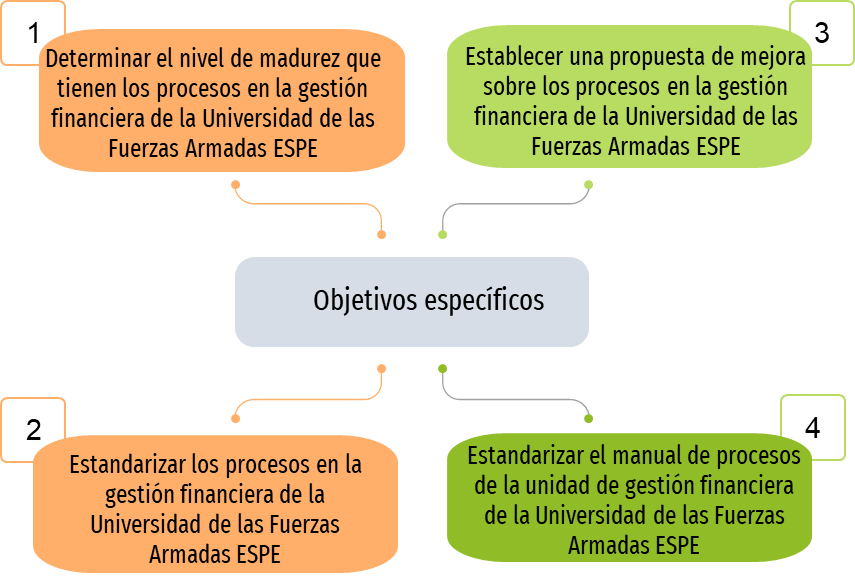 1
Determinar el nivel de madurez que
tienen los procesos en la gestión
financiera de la Universidad de las
Fuerzas Armadas ESPE
3
Establecer una propuesta de mejora
sobre los procesos en la gestión
financiera de la Universidad de las
Fuerzas Armadas ESPE
Objetivos específicos
2
Estandarizar los procesos en la
gestión financiera de la
Universidad de las Fuerzas
Armadas ESPE
4
Estandarizar el manual de procesos
de la unidad de gestión financiera
de la Universidad de las Fuerzas
Armadas ESPE